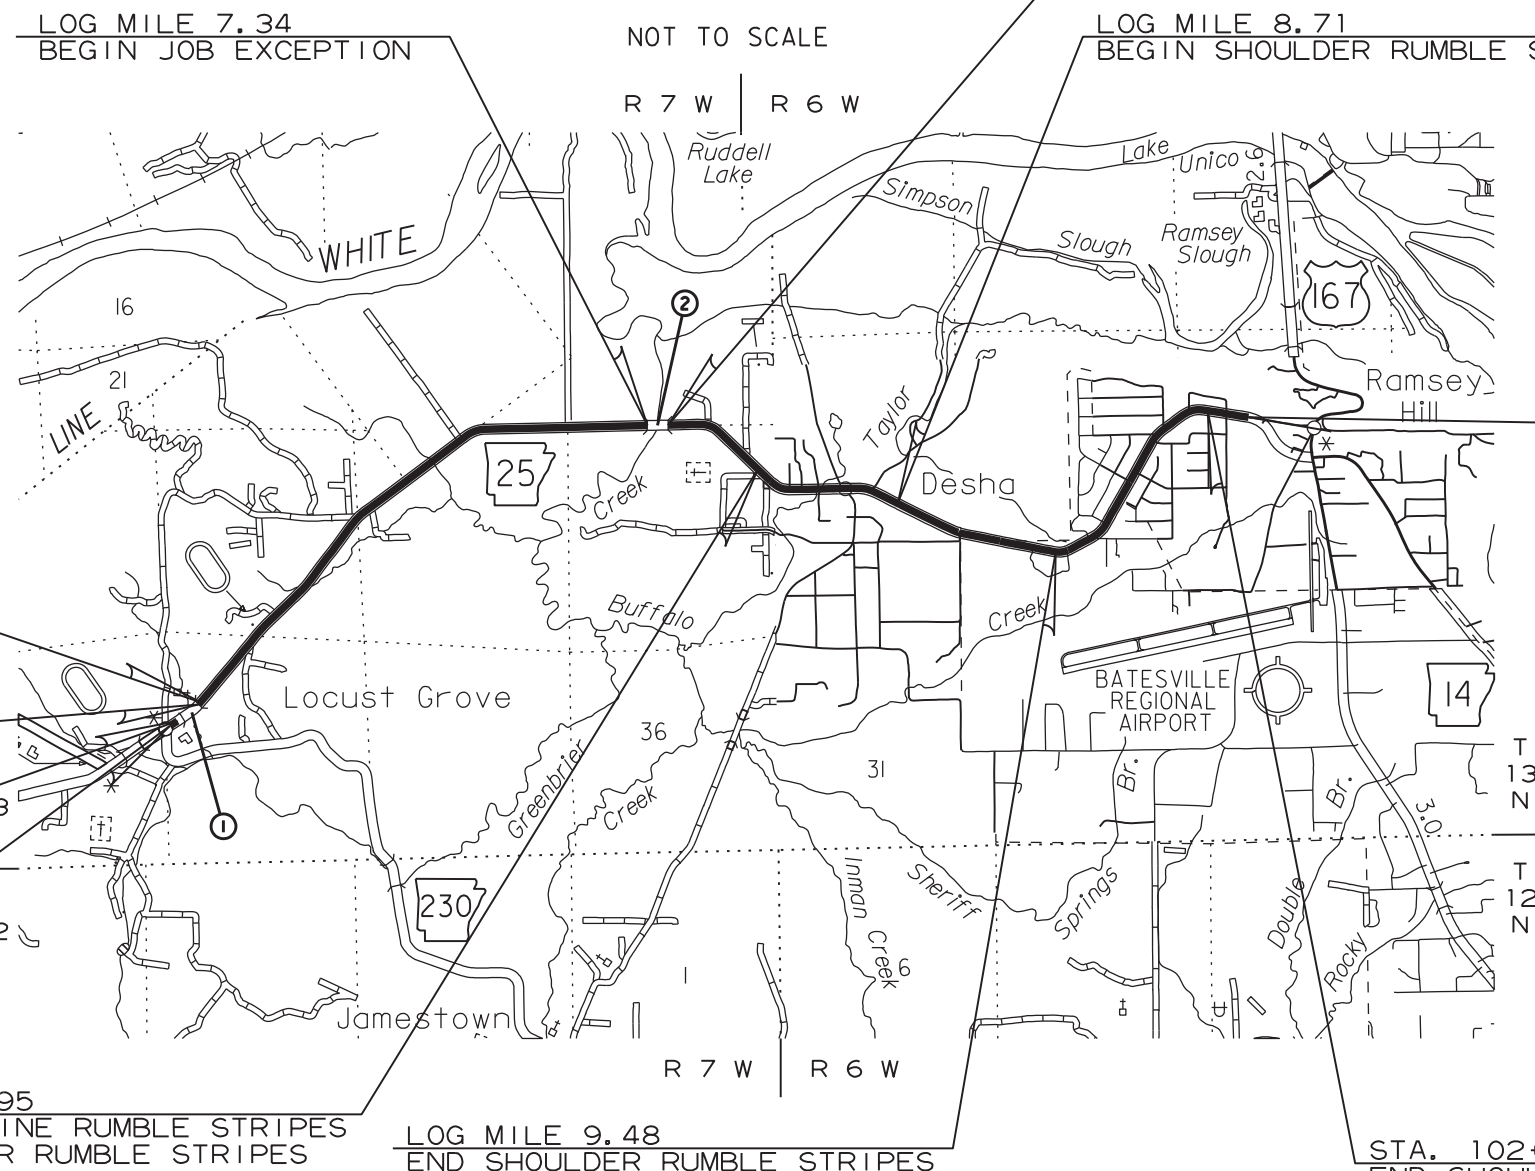 LOG MILE 7.34
BEGIN JOB EXCEPTION
NOT TO SCALE
LOG MILE 8.71
BEGIN SHOULDER RUMBLE S
R 7 W
R 6 W
Ruddell
Lake
Lake
Unico
2.6
Simpson
Slough
Ramsey
Slough
WHITE
167
16
2
21
LINE
Ramsey
Hill
Taylor
25
Desha
Creek
Buffalo
Creek
Locust Grove
BATESVILLE
REGIONAL
AIRPORT
14
36
31
Greenbrier
Creek
Br.
Br.
3.0
T
13
N
1
230
Inman
Creek
Sheriff
Springs
Double
Rocky
T
12
N
6
1
Jamestown
R 7 W
R 6 W
95
INE RUMBLE STRIPES
R RUMBLE STRIPES
LOG MILE 9.48
END SHOULDER RUMBLE STRIPES
STA. 102+